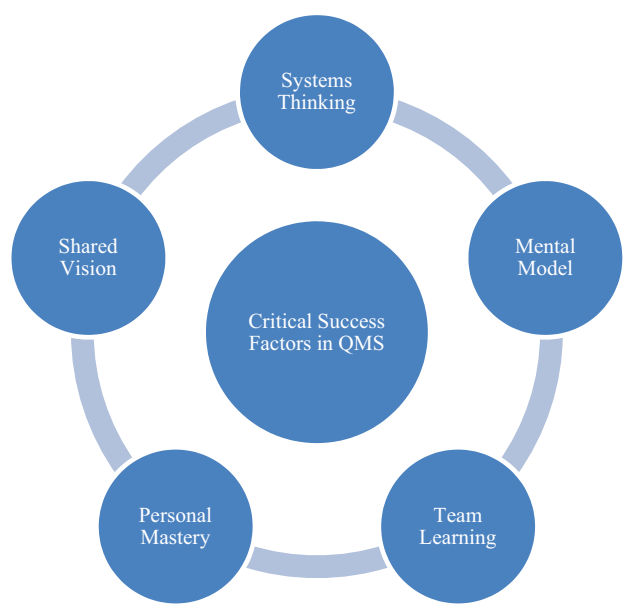 Systems
Thinking
Shared
Vision
Mental
Model
Critical Success
Factors in QMS
Personal
Mastery
Team
Learning